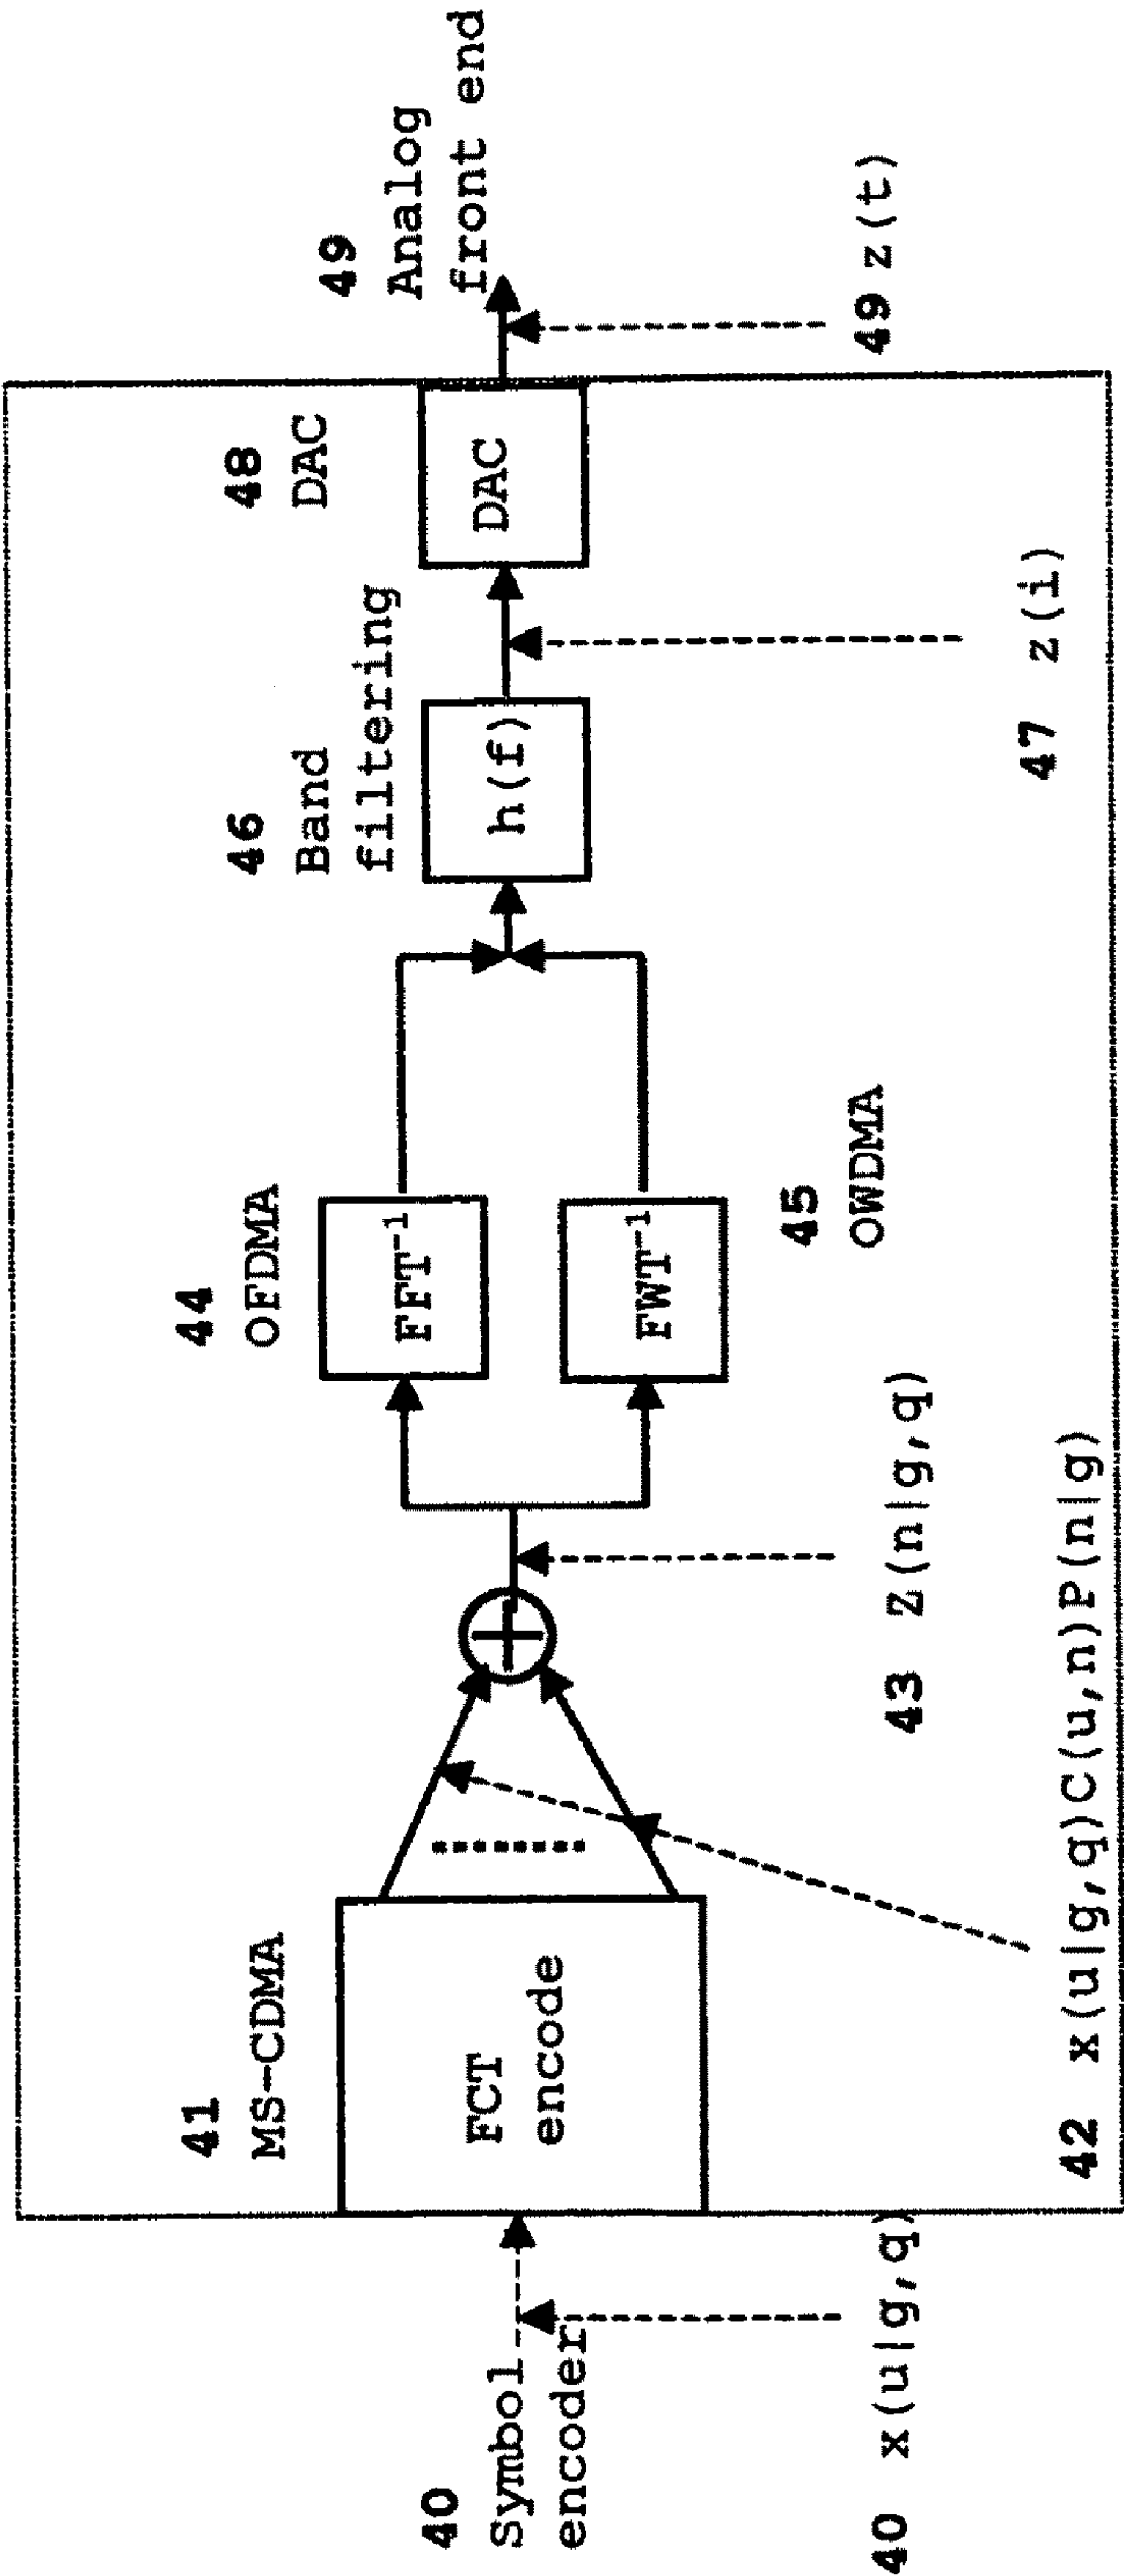 40
Symbol
encoder
40 x(u|g,q)
41
MS-CDMA
FCT
encode
42 x(u|g,q)C(u,n)P(n|g)
43 Z(n|g,q)
44
OFDMA
FFT⁻¹
FWT⁻¹
45
OWDMA
46
Band
filtering
h(f)
47 z(i)
48
DAC
DAC
49
Analog
front end
49 z(t)